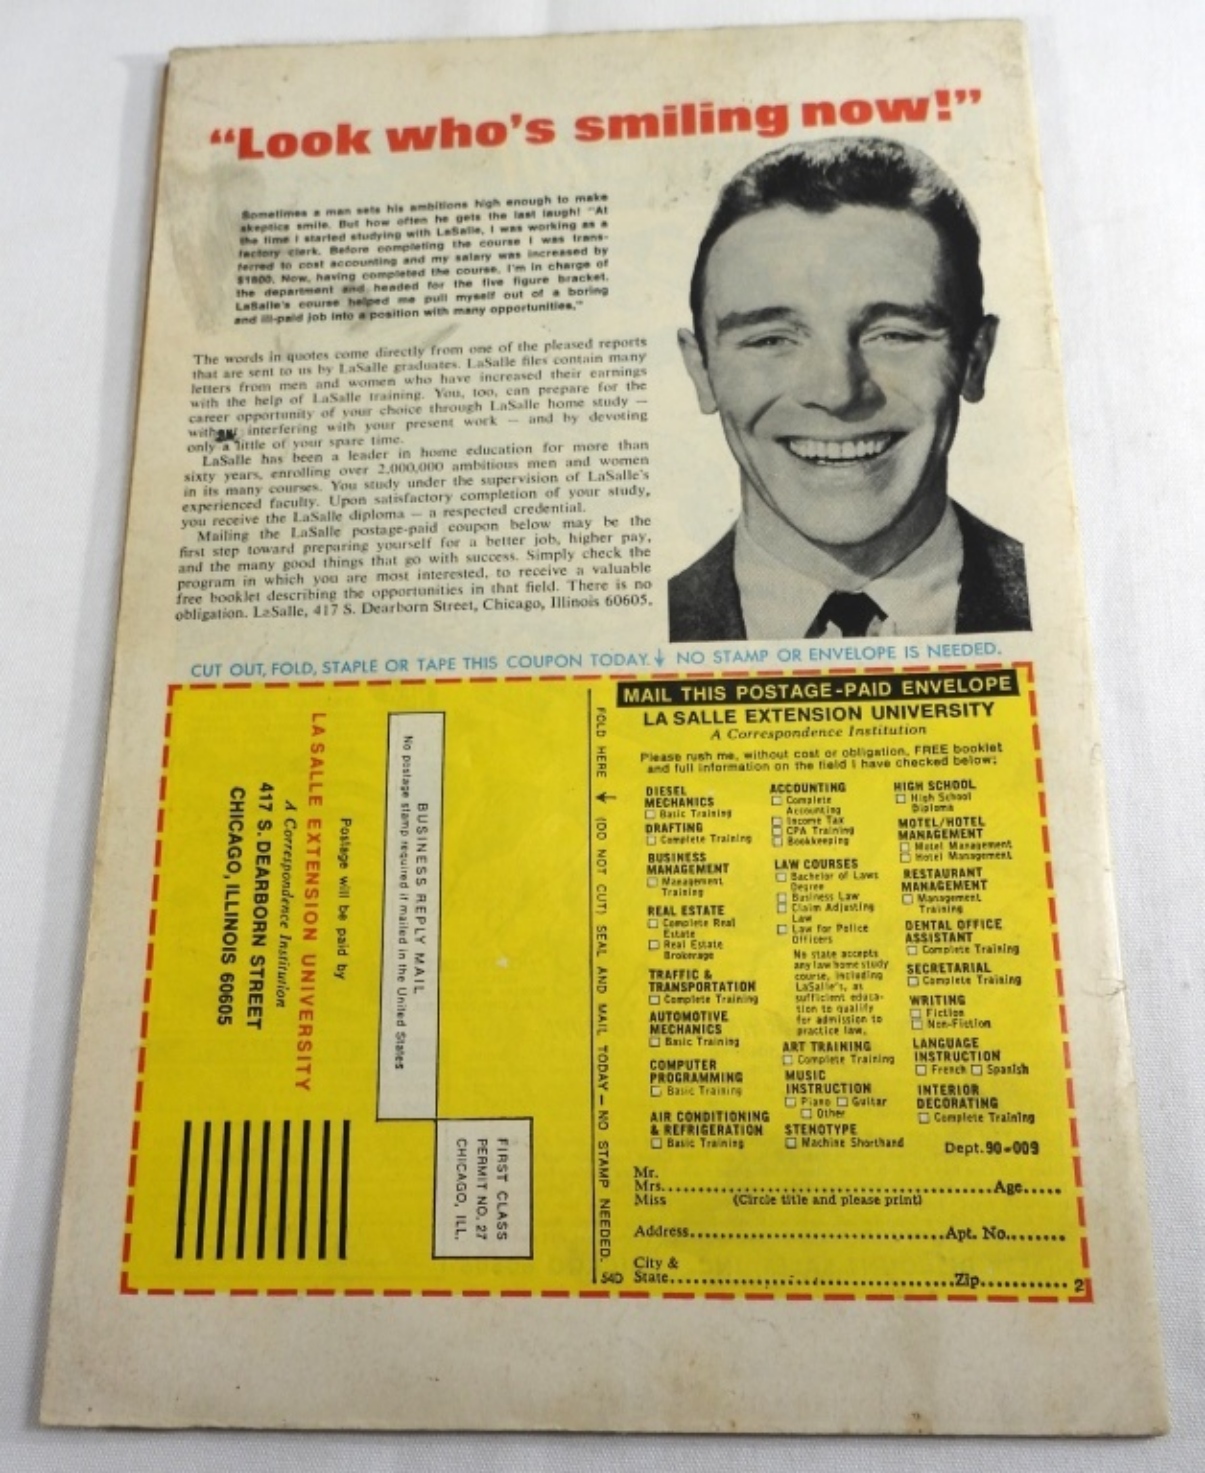 “Look who’s smiling now!”
Sometimes a man sets his ambitions high enough to make
skeptics smile. But how often he gets the last laugh! "At
the time I started studying with LaSalle, I was working as a
factory clerk. Before completing the course I was trans-
ferred to cost accounting and my salary was increased by
$1800. Now, having completed the course, I'm in charge of
the department and headed for the five figure bracket.
LaSalle's course helped me pull myself out of a boring
and ill-paid job into a position with many opportunities."
The words in quotes come directly from one of the pleased reports
that are sent to us by LaSalle graduates. LaSalle files contain many
letters from men and women who have increased their earnings
with the help of LaSalle training. You, too, can prepare for the
career opportunity of your choice through LaSalle home study —
without interfering with your present work — and by devoting
only a little of your spare time.
LaSalle has been a leader in home education for more than
sixty years, enrolling over 2,000,000 ambitious men and women
in its many courses. You study under the supervision of LaSalle's
experienced faculty. Upon satisfactory completion of your study,
you receive the LaSalle diploma — a respected credential.
Mailing the LaSalle postage-paid coupon below may be the
first step toward preparing yourself for a better job, higher pay,
and the many good things that go with success. Simply check the
program in which you are most interested, to receive a valuable
free booklet describing the opportunities in that field. There is no
obligation. LaSalle, 417 S. Dearborn Street, Chicago, Illinois 60605.
CUT OUT, FOLD, STAPLE OR TAPE THIS COUPON TODAY. ↓ NO STAMP OR ENVELOPE IS NEEDED.
BUSINESS REPLY MAIL
No postage stamp required if mailed in the United States
FIRST CLASS
PERMIT NO. 27
CHICAGO, ILL.
Postage will be paid by
LA SALLE EXTENSION UNIVERSITY
A Correspondence Institution
417 S. DEARBORN STREET
CHICAGO, ILLINOIS 60605
FOLD HERE ↓ (DO NOT CUT) SEAL AND MAIL TODAY — NO STAMP NEEDED.
54D
MAIL THIS POSTAGE-PAID ENVELOPE
LA SALLE EXTENSION UNIVERSITY
A Correspondence Institution
Please rush me, without cost or obligation, FREE booklet
and full information on the field I have checked below:
DIESEL
MECHANICS
☐ Basic Training
DRAFTING
☐ Complete Training
BUSINESS
MANAGEMENT
☐ Management
Training
REAL ESTATE
☐ Complete Real
Estate
☐ Real Estate
Brokerage
TRAFFIC &
TRANSPORTATION
☐ Complete Training
AUTOMOTIVE
MECHANICS
☐ Basic Training
COMPUTER
PROGRAMMING
☐ Basic Training
AIR CONDITIONING
& REFRIGERATION
☐ Basic Training
ACCOUNTING
☐ Complete
Accounting
☐ Income Tax
☐ CPA Training
☐ Bookkeeping
LAW COURSES
☐ Bachelor of Laws
Degree
☐ Business Law
☐ Claim Adjusting
Law
☐ Law for Police
Officers
No state accepts
any law home study
course, including
LaSalle's, as
sufficient educa-
tion to qualify
for admission to
practice law.
ART TRAINING
☐ Complete Training
MUSIC
INSTRUCTION
☐ Piano ☐ Guitar
☐ Other
STENOTYPE
☐ Machine Shorthand
HIGH SCHOOL
☐ High School
Diploma
MOTEL/HOTEL
MANAGEMENT
☐ Motel Management
☐ Hotel Management
RESTAURANT
MANAGEMENT
☐ Management
Training
DENTAL OFFICE
ASSISTANT
☐ Complete Training
SECRETARIAL
☐ Complete Training
WRITING
☐ Fiction
☐ Non-Fiction
LANGUAGE
INSTRUCTION
☐ French ☐ Spanish
INTERIOR
DECORATING
☐ Complete Training
Dept. 90-009
Mr.
Mrs. Age
Miss (Circle title and please print)
Address Apt. No.
City &
State Zip 2